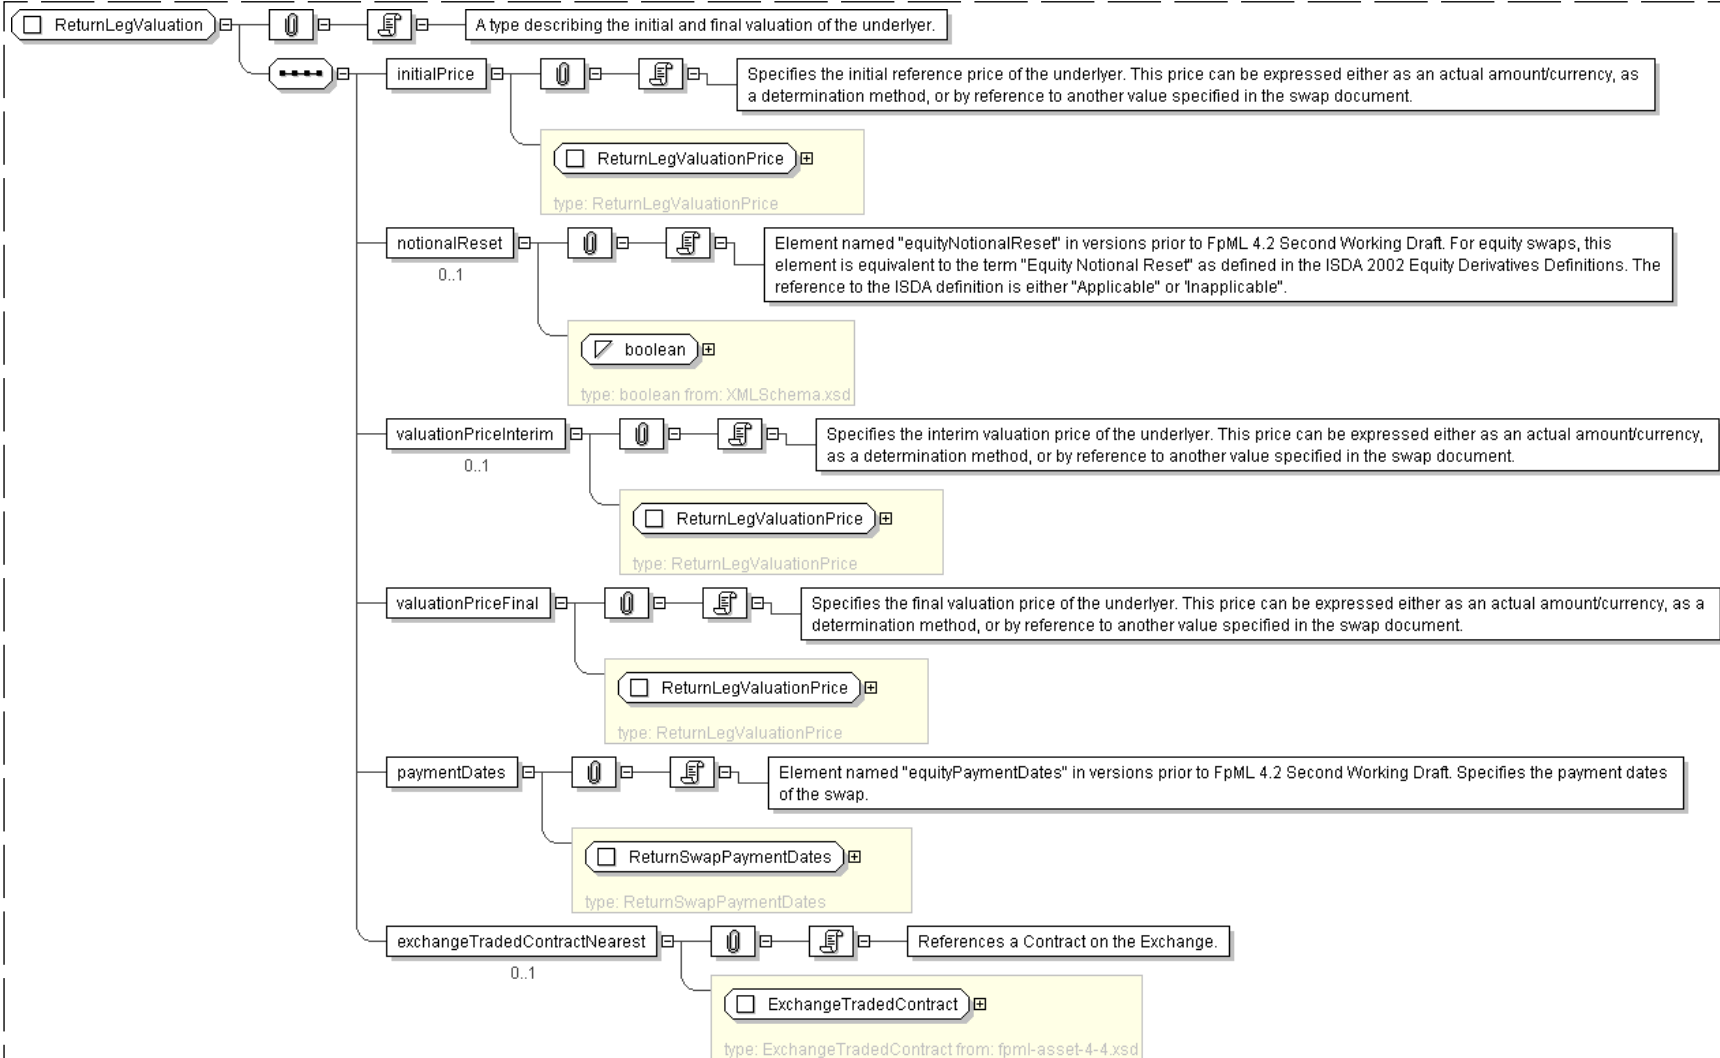 ReturnLegValuation
A type describing the initial and final valuation of the underlyer.
initialPrice
Specifies the initial reference price of the underlyer. This price can be expressed either as an actual amount/currency, as
a determination method, or by reference to another value specified in the swap document.
ReturnLegValuationPrice
type: ReturnLegValuationPrice
notionalReset
0..1
Element named "equityNotionalReset" in versions prior to FpML 4.2 Second Working Draft. For equity swaps, this
element is equivalent to the term "Equity Notional Reset" as defined in the ISDA 2002 Equity Derivatives Definitions. The
reference to the ISDA definition is either "Applicable" or 'Inapplicable".
boolean
type: boolean from: XMLSchema.xsd
valuationPriceInterim
0..1
Specifies the interim valuation price of the underlyer. This price can be expressed either as an actual amount/currency,
as a determination method, or by reference to another value specified in the swap document.
ReturnLegValuationPrice
type: ReturnLegValuationPrice
valuationPriceFinal
Specifies the final valuation price of the underlyer. This price can be expressed either as an actual amount/currency, as a
determination method, or by reference to another value specified in the swap document.
ReturnLegValuationPrice
type: ReturnLegValuationPrice
paymentDates
Element named "equityPaymentDates" in versions prior to FpML 4.2 Second Working Draft. Specifies the payment dates
of the swap.
ReturnSwapPaymentDates
type: ReturnSwapPaymentDates
exchangeTradedContractNearest
0..1
References a Contract on the Exchange.
ExchangeTradedContract
type: ExchangeTradedContract from: fpml-asset-4-4.xsd